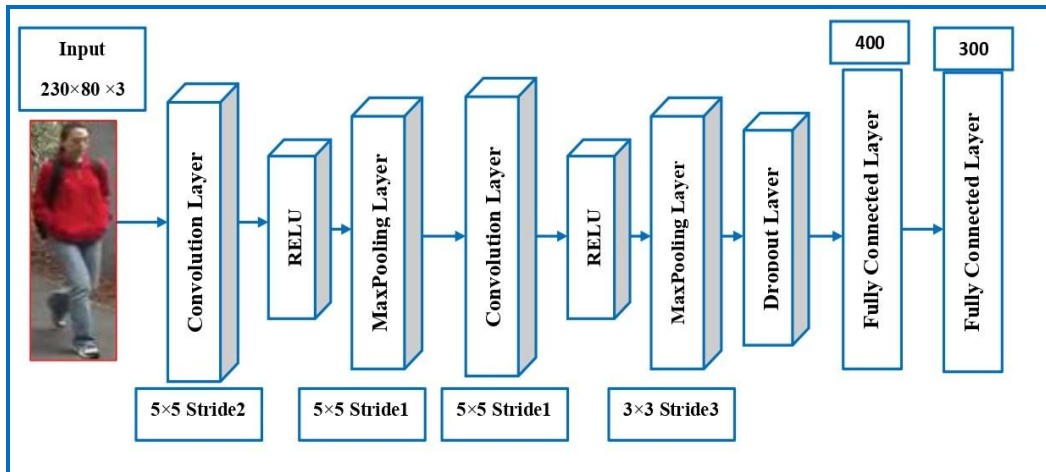 Input
230×80 ×3
400
300
Convolution Layer
RELU
MaxPooling Layer
Convolution Layer
RELU
MaxPooling Layer
Dropout Layer
Fully Connected Layer
Fully Connected Layer
5×5 Stride2
5×5 Stride1
5×5 Stride1
3×3 Stride3